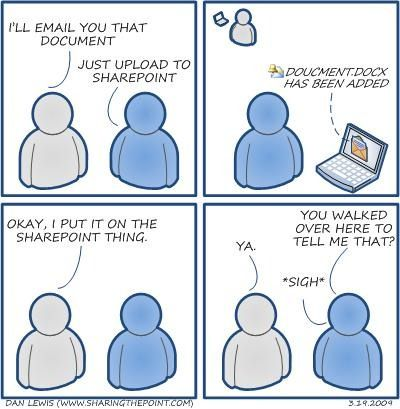 I'LL EMAIL YOU THAT
DOCUMENT
JUST UPLOAD TO
SHAREPOINT
DOUCMENT.DOCX
HAS BEEN ADDED
OKAY, I PUT IT ON THE
SHAREPOINT THING.
YA.
YOU WALKED
OVER HERE TO
TELL ME THAT?
*SIGH*
DAN LEWIS (WWW.SHARINGTHEPOINT.COM)
3.19.2009